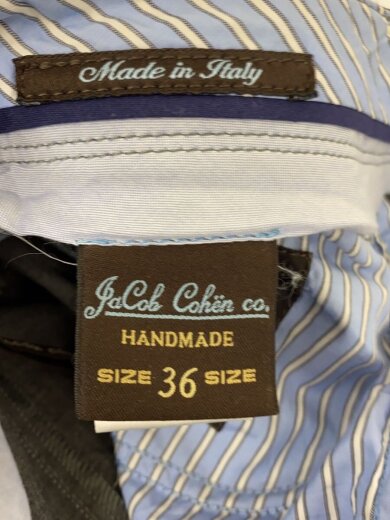 Made in Italy
JaCob Cohën co.
HANDMADE
SIZE 36 SIZE